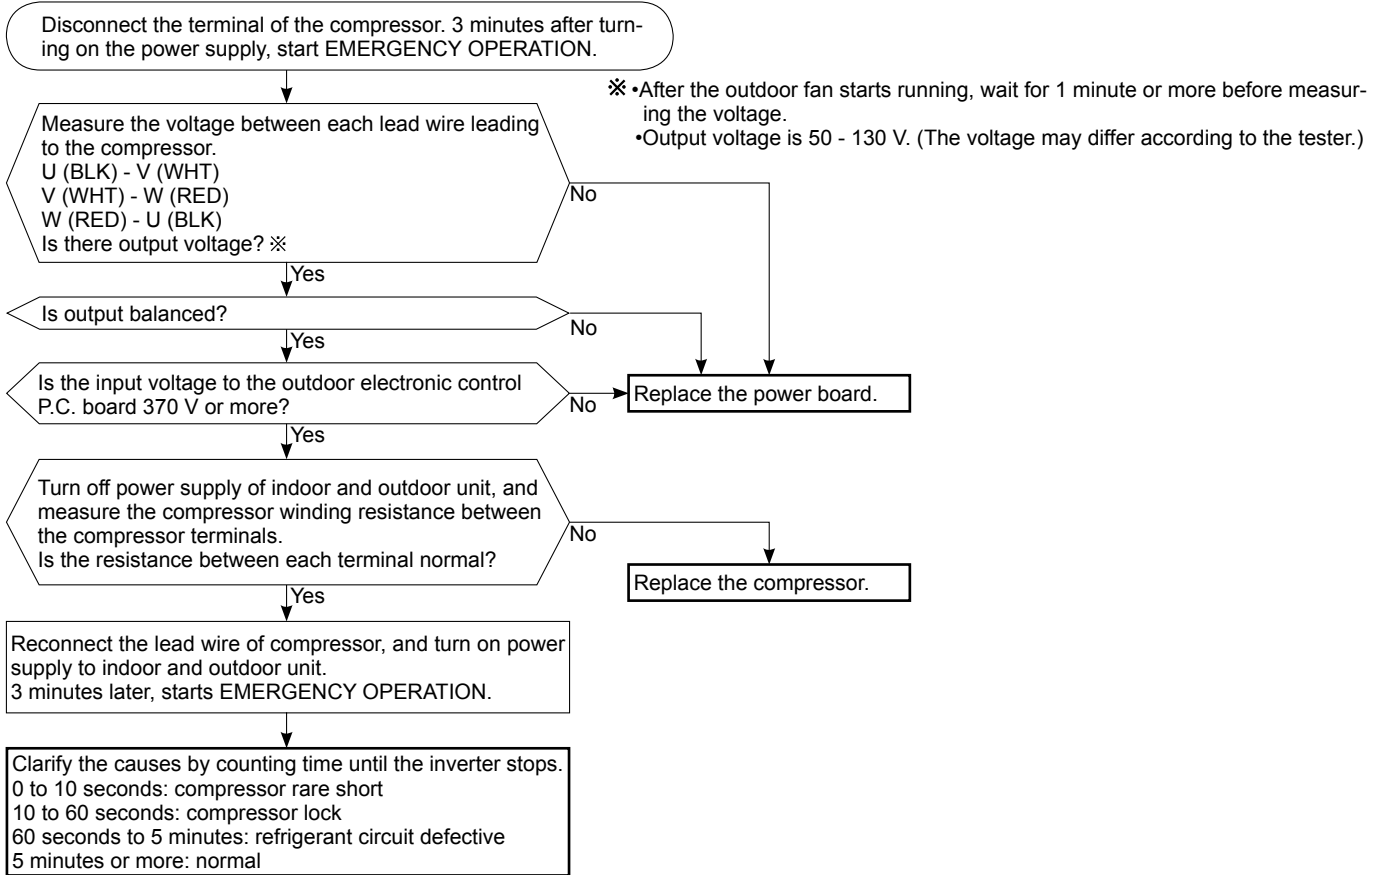 Disconnect the terminal of the compressor. 3 minutes after turn-
ing on the power supply, start EMERGENCY OPERATION.
※ •After the outdoor fan starts running, wait for 1 minute or more before measur-
ing the voltage.
•Output voltage is 50 - 130 V. (The voltage may differ according to the tester.)
Measure the voltage between each lead wire leading
to the compressor.
U (BLK) - V (WHT)
V (WHT) - W (RED)
W (RED) - U (BLK)
Is there output voltage? ※
No
Yes
Is output balanced?
No
Yes
Is the input voltage to the outdoor electronic control
P.C. board 370 V or more?
No
Replace the power board.
Yes
Turn off power supply of indoor and outdoor unit, and
measure the compressor winding resistance between
the compressor terminals.
Is the resistance between each terminal normal?
No
Replace the compressor.
Yes
Reconnect the lead wire of compressor, and turn on power
supply to indoor and outdoor unit.
3 minutes later, starts EMERGENCY OPERATION.
Clarify the causes by counting time until the inverter stops.
0 to 10 seconds: compressor rare short
10 to 60 seconds: compressor lock
60 seconds to 5 minutes: refrigerant circuit defective
5 minutes or more: normal